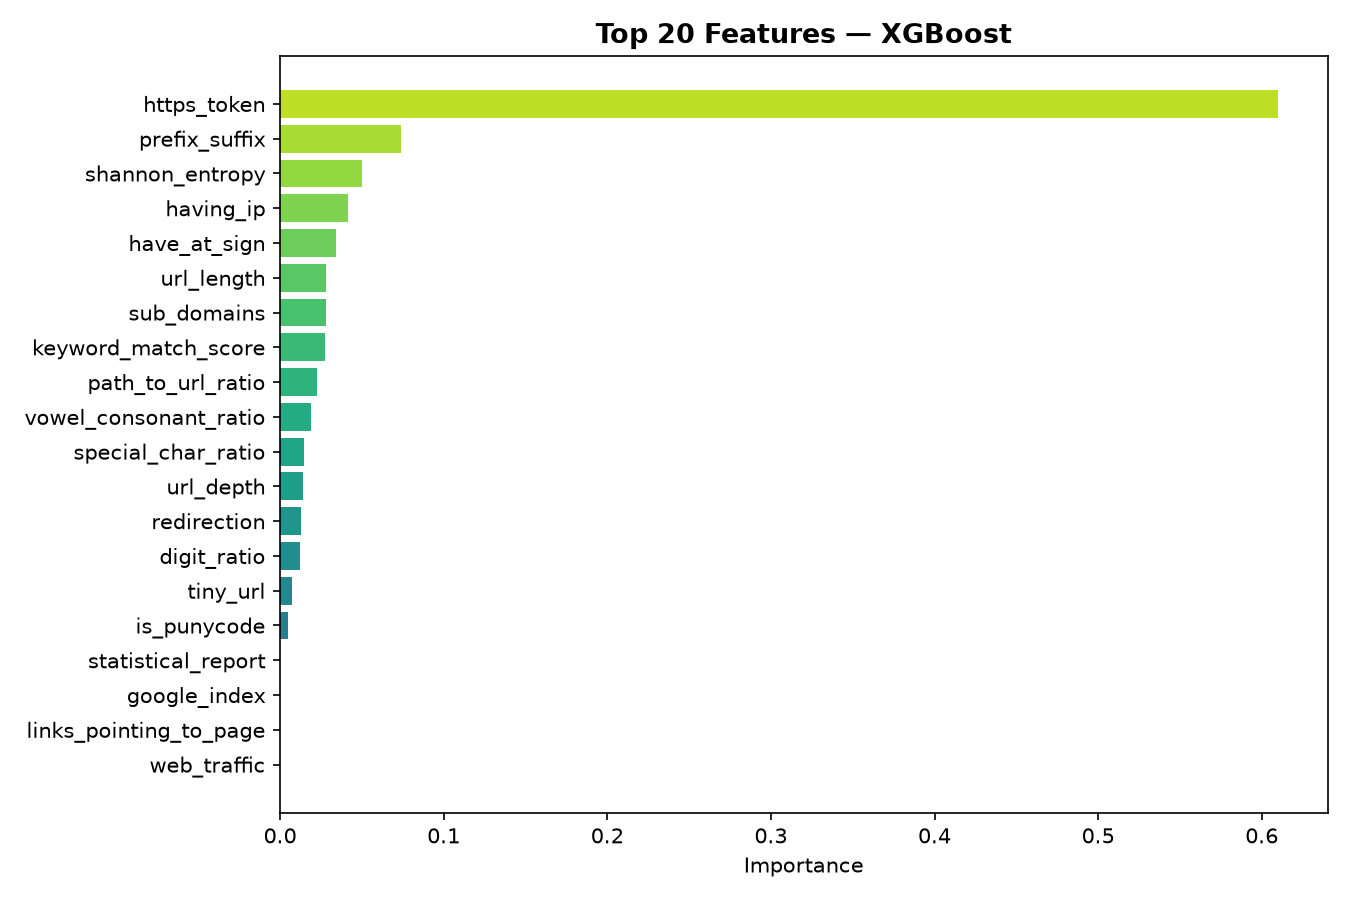 Top 20 Features — XGBoost
https_token
prefix_suffix
shannon_entropy
having_ip
have_at_sign
url_length
sub_domains
keyword_match_score
path_to_url_ratio
vowel_consonant_ratio
special_char_ratio
url_depth
redirection
digit_ratio
tiny_url
is_punycode
statistical_report
google_index
links_pointing_to_page
web_traffic
0.0 0.1 0.2 0.3 0.4 0.5 0.6
Importance